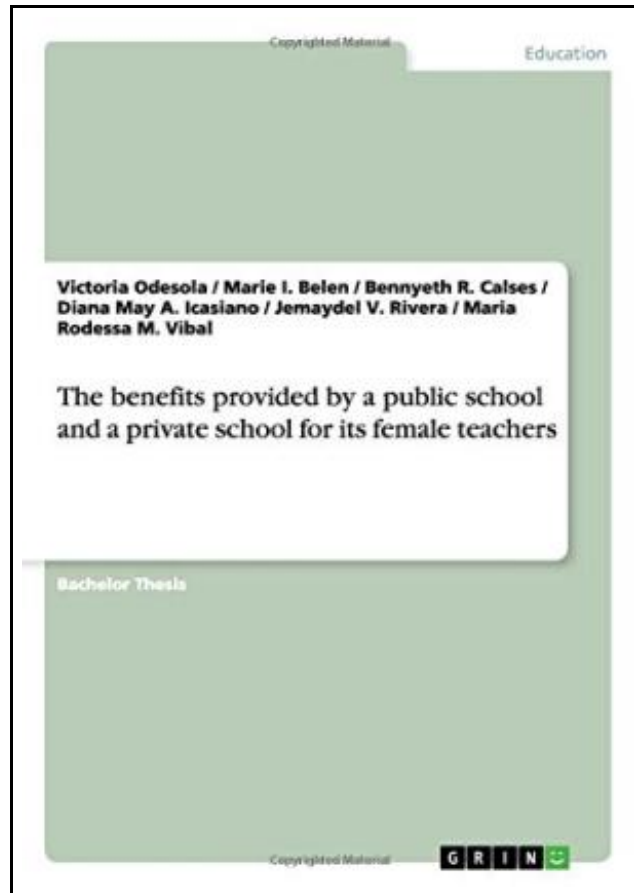 Copyrighted Material
Education
Victoria Odesola / Marie I. Belen / Bennyeth R. Calses /
Diana May A. Icasiano / Jemaydel V. Rivera / Maria
Rodessa M. Vibal
The benefits provided by a public school
and a private school for its female teachers
Bachelor Thesis
Copyrighted Material
GRIN